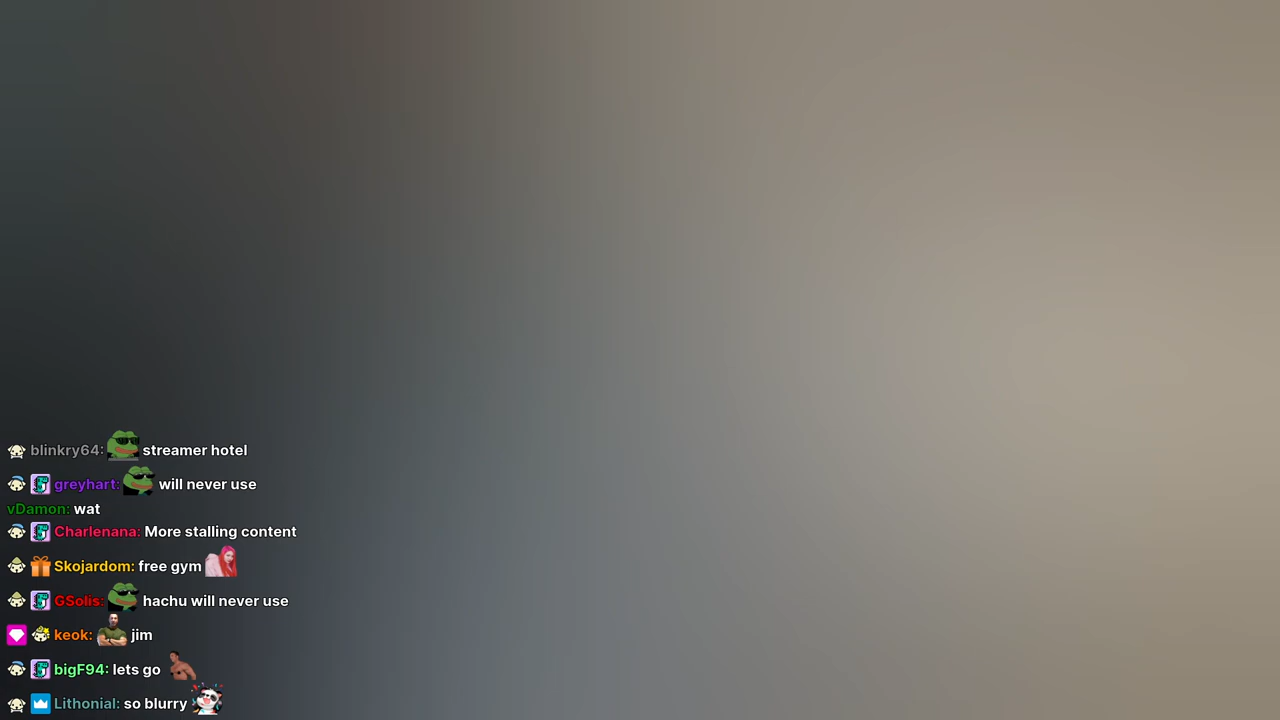 blinkry64: streamer hotel
greyhart: will never use
vDamon: wat
Charlenana: More stalling content
Skojardom: free gym
GSolis: hachu will never use
keok: jim
bigF94: lets go
Lithonial: so blurry